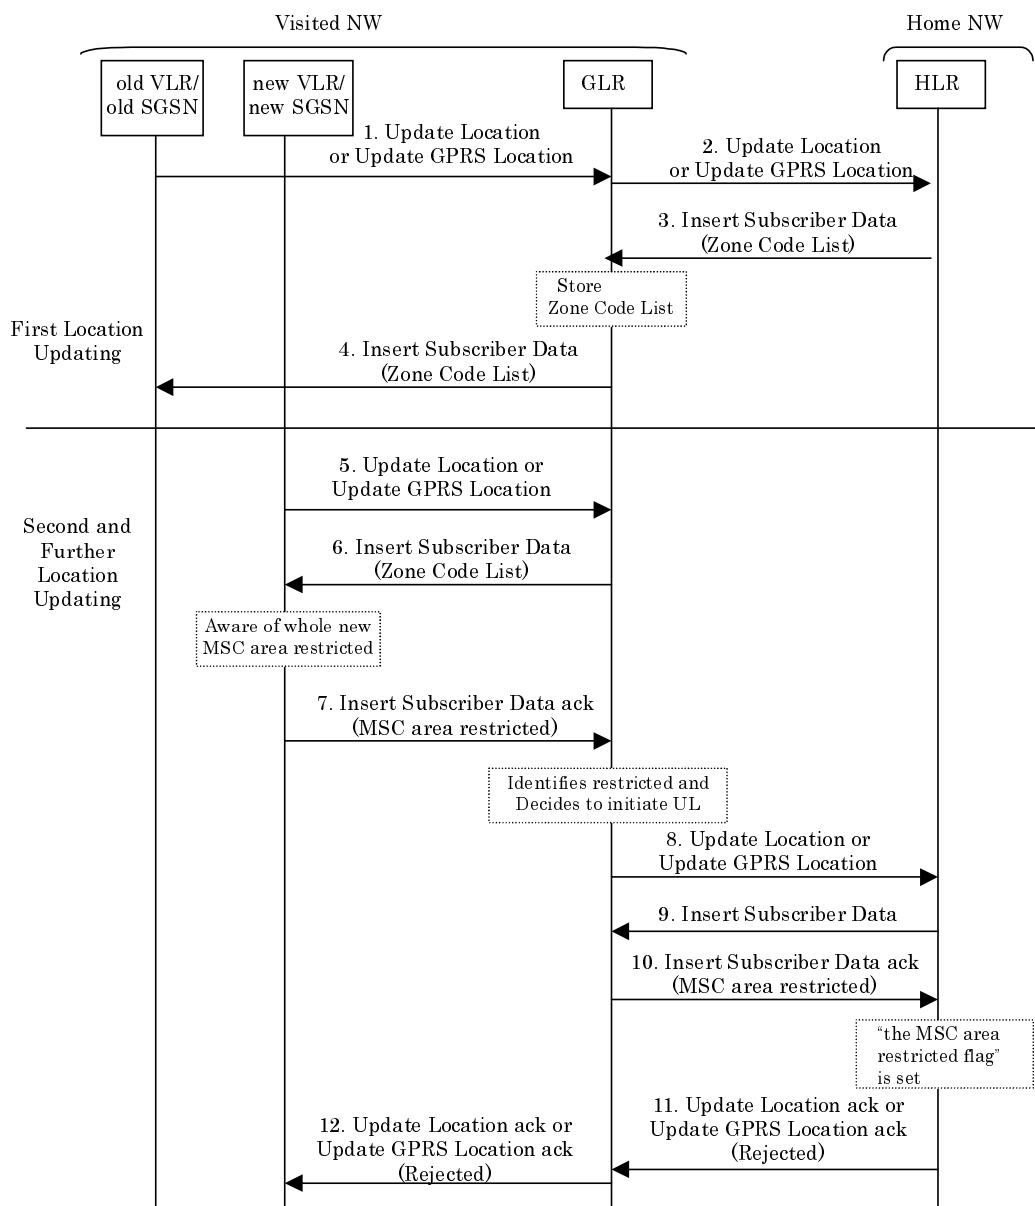 Visited NW
Home NW
old VLR/
old SGSN
new VLR/
new SGSN
GLR
HLR
1. Update Location
or Update GPRS Location
2. Update Location
or Update GPRS Location
3. Insert Subscriber Data
(Zone Code List)
Store
Zone Code List
First Location
Updating
4. Insert Subscriber Data
(Zone Code List)
5. Update Location or
Update GPRS Location
Second and
Further
Location
Updating
6. Insert Subscriber Data
(Zone Code List)
Aware of whole new
MSC area restricted
7. Insert Subscriber Data ack
(MSC area restricted)
Identifies restricted and
Decides to initiate UL
8. Update Location or
Update GPRS Location
9. Insert Subscriber Data
10. Insert Subscriber Data ack
(MSC area restricted)
“the MSC area
restricted flag”
is set
11. Update Location ack or
Update GPRS Location ack
(Rejected)
12. Update Location ack or
Update GPRS Location ack
(Rejected)